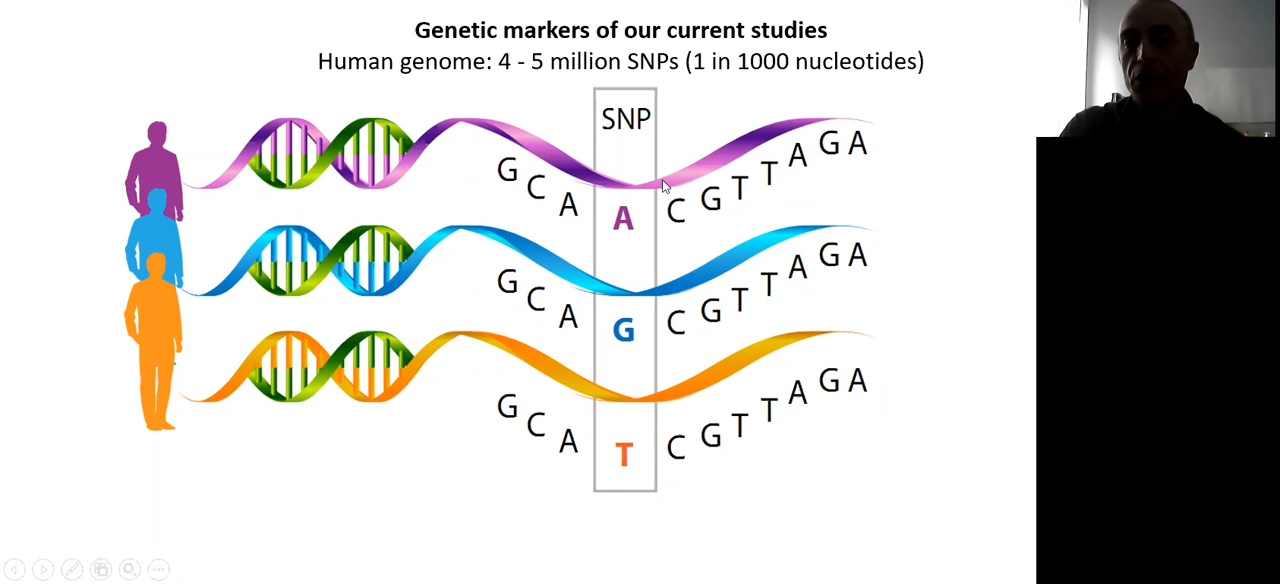 Genetic markers of our current studies
Human genome: 4 - 5 million SNPs (1 in 1000 nucleotides)
SNP
G C A A C G T T A G A
G C A G C G T T A G A
G C A T C G T T A G A